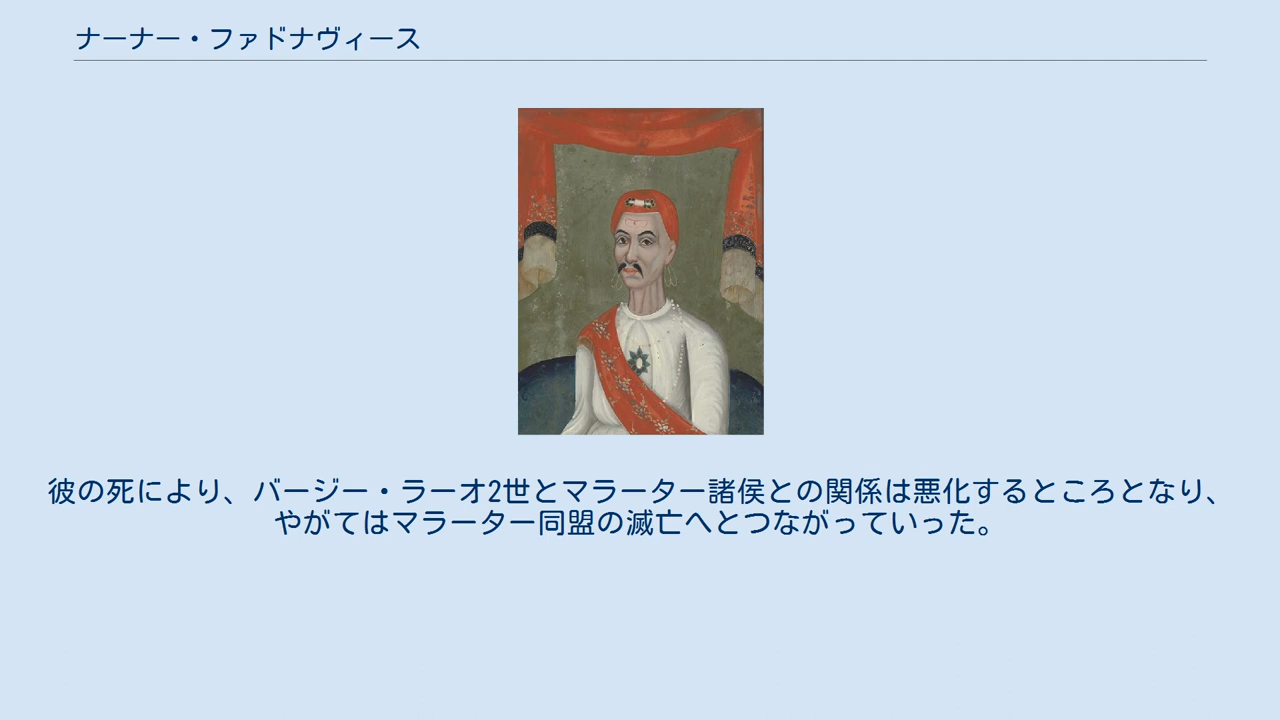 ナーナー・ファドナヴィース
彼の死により、バージー・ラーオ2世とマラーター諸侯との関係は悪化するところとなり、
やがてはマラーター同盟の滅亡へとつながっていった。